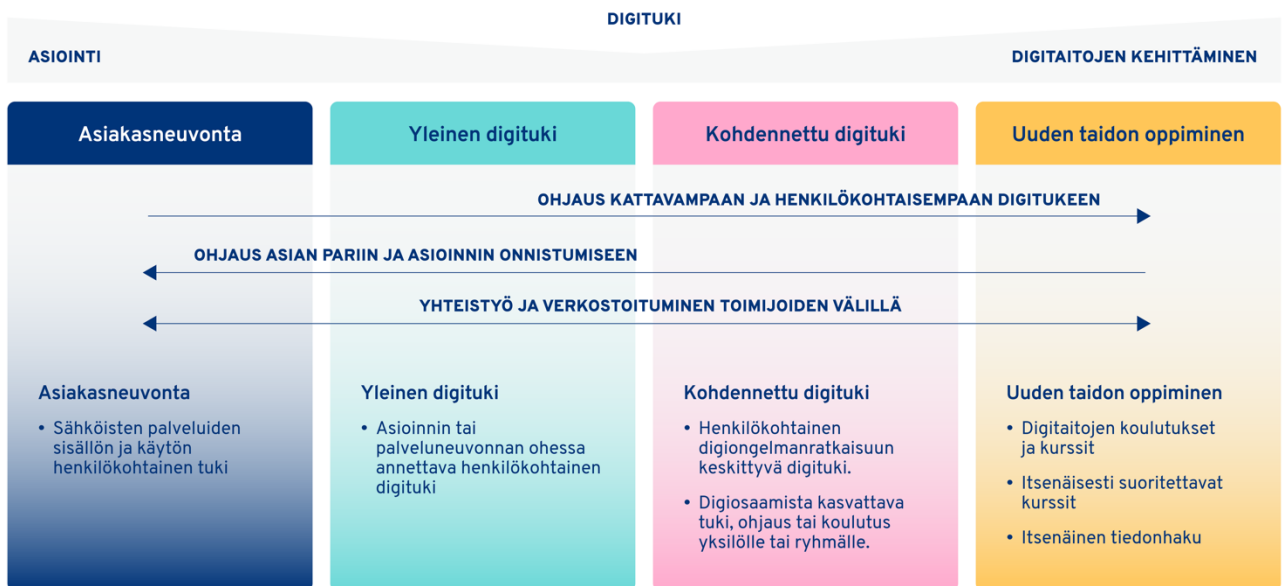 DIGITUKI
ASIOINTI
DIGITAITOJEN KEHITTÄMINEN
Asiakasneuvonta
Yleinen digituki
Kohdennettu digituki
Uuden taidon oppiminen
OHJAUS KATTAVAMPAAN JA HENKILÖKOHTAISEMPAAN DIGITUKEEN
OHJAUS ASIAN PARIIN JA ASIOINNIN ONNISTUMISEEN
YHTEISTYÖ JA VERKOSTOITUMINEN TOIMIJOIDEN VÄLILLÄ
Asiakasneuvonta
• Sähköisten palveluiden
sisällön ja käytön
henkilökohtainen tuki
Yleinen digituki
• Asioinnin tai
palveluneuvonnan ohessa
annettava henkilökohtainen
digituki
Kohdennettu digituki
• Henkilökohtainen
digiongelmanratkaisuun
keskittyvä digituki.
• Digiosaamista kasvattava
tuki, ohjaus tai koulutus
yksilölle tai ryhmälle.
Uuden taidon oppiminen
• Digitaitojen koulutukset
ja kurssit
• Itsenäisesti suoritettavat
kurssit
• Itsenäinen tiedonhaku